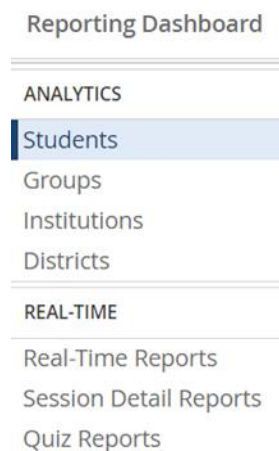 Reporting Dashboard
ANALYTICS
Students
Groups
Institutions
Districts
REAL-TIME
Real-Time Reports
Session Detail Reports
Quiz Reports